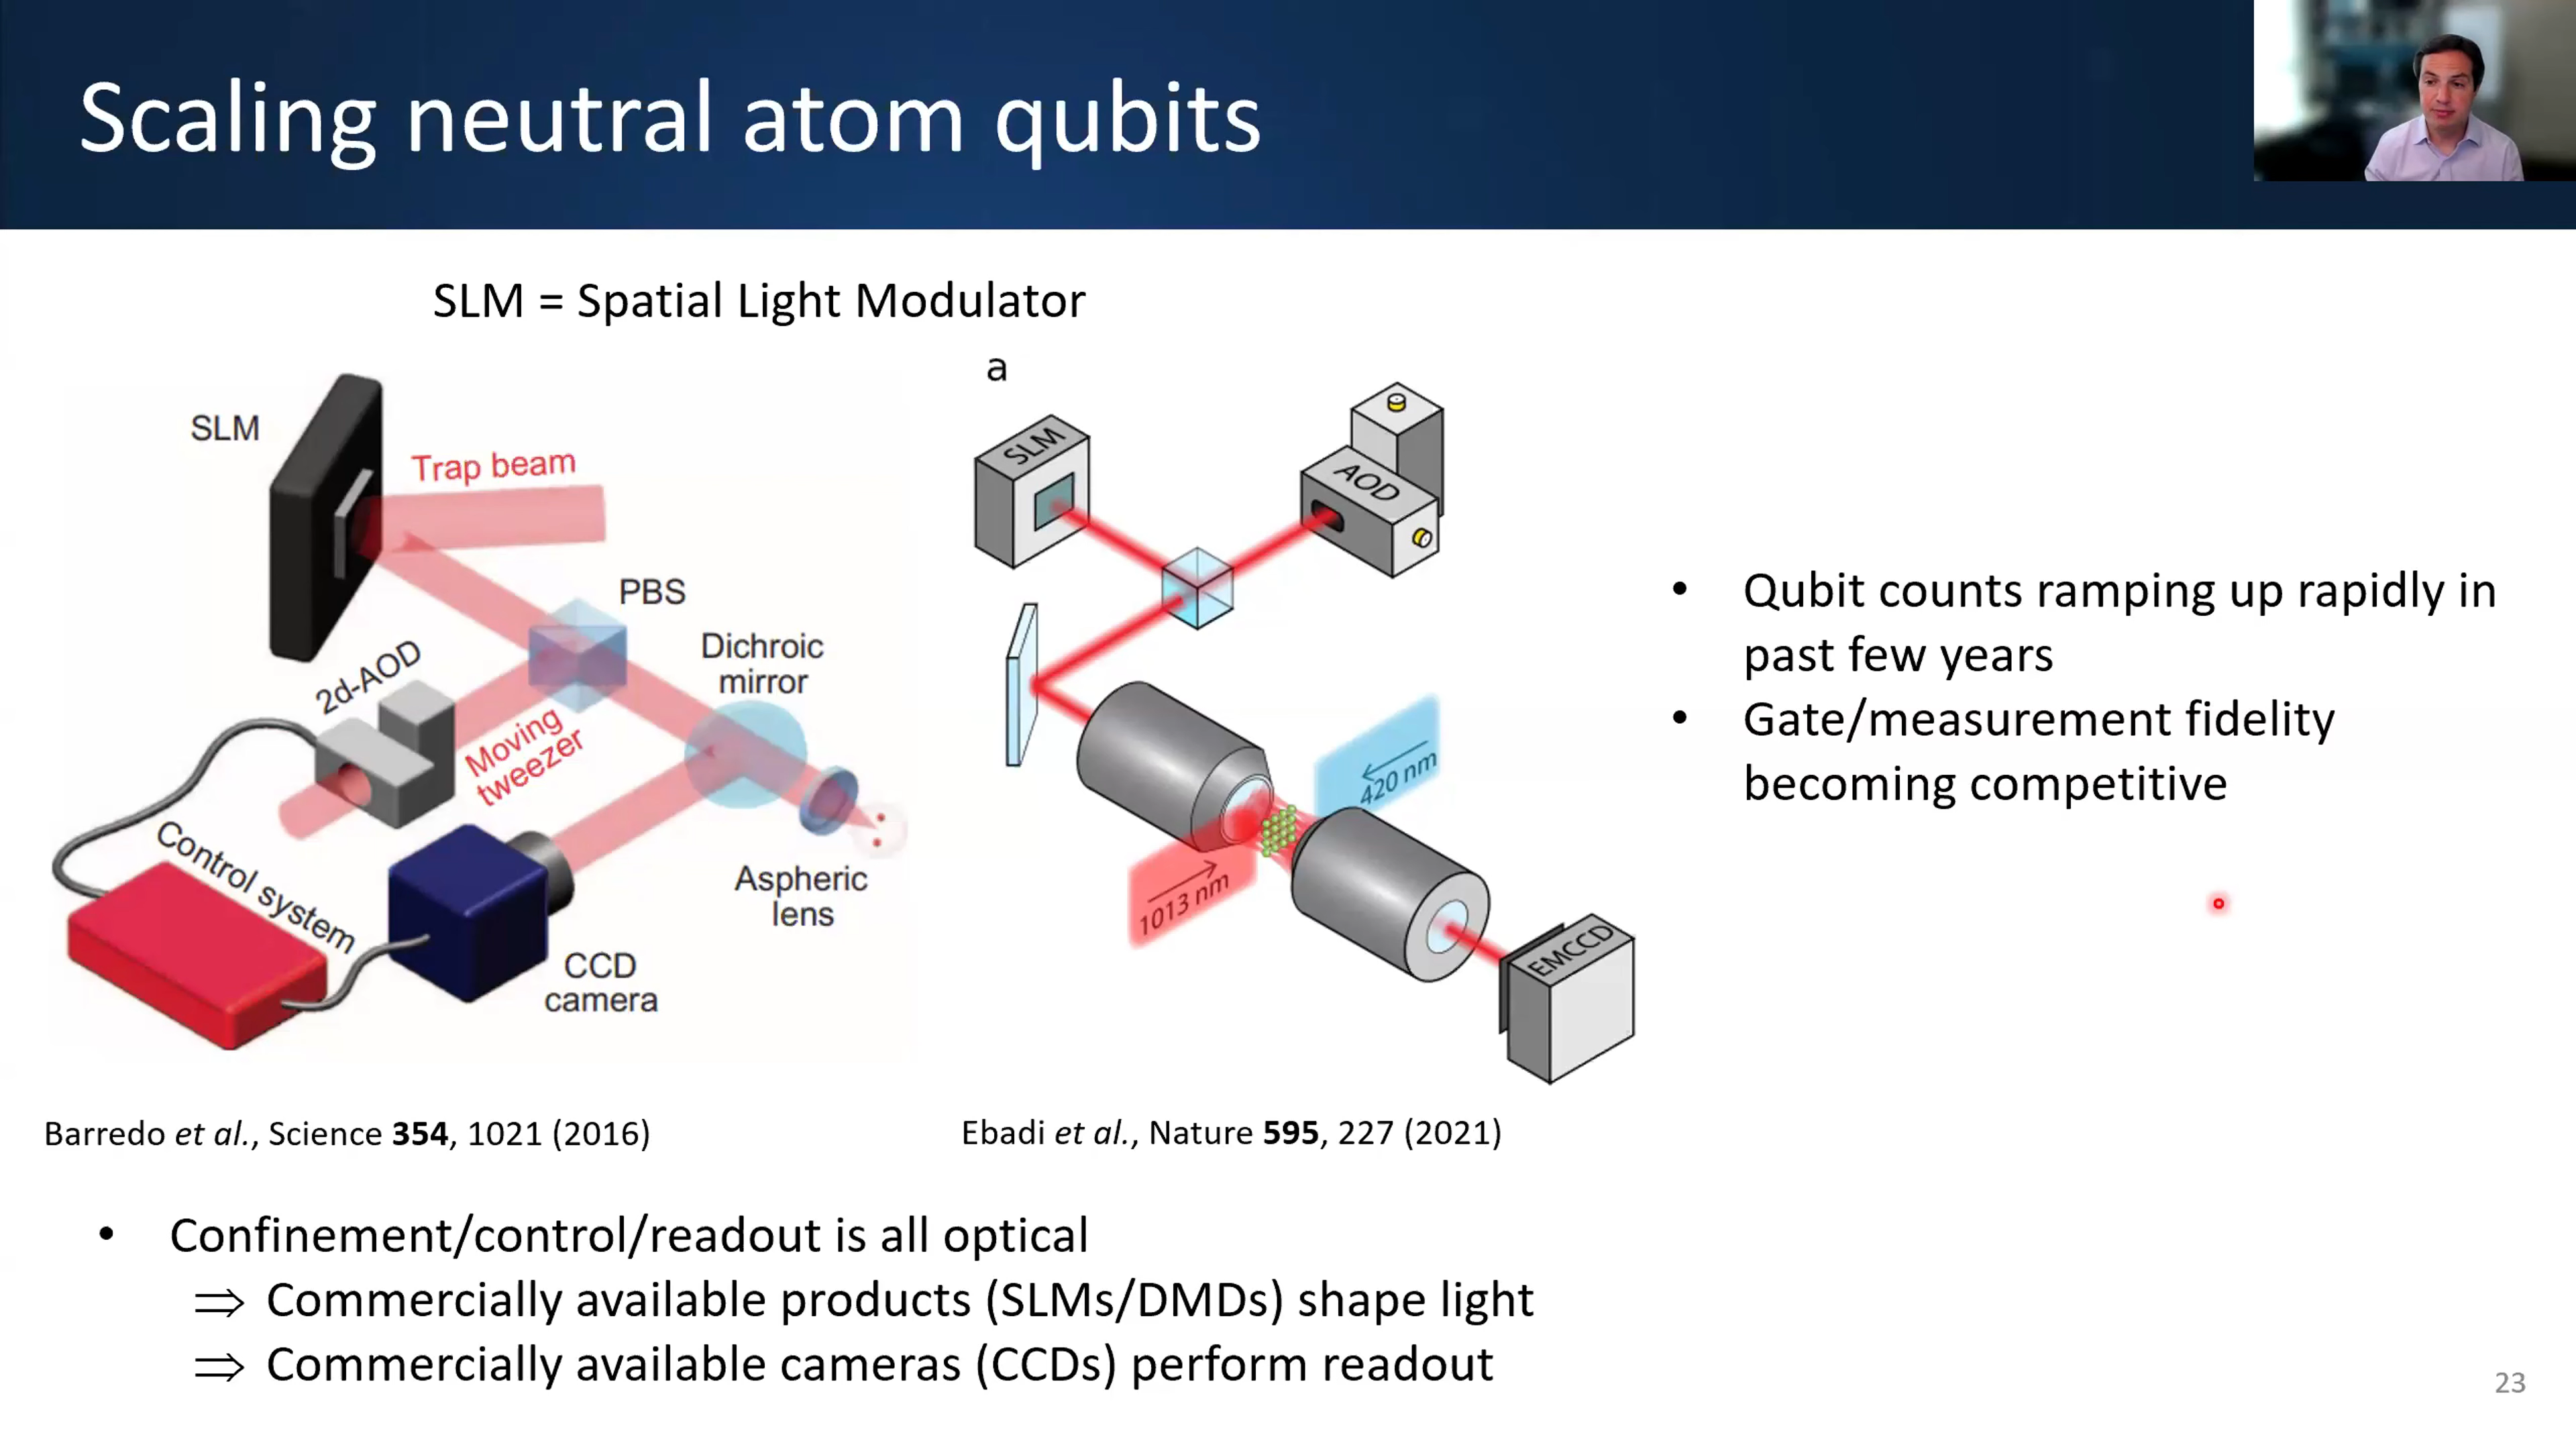 Scaling neutral atom qubits
SLM = Spatial Light Modulator
SLM
Trap beam
PBS
Dichroic
mirror
2d-AOD
Moving
tweezer
Control system
Aspheric
lens
CCD
camera
a
SLM
AOD
420 nm
1013 nm
EMCCD
Barredo et al., Science 354, 1021 (2016)
Ebadi et al., Nature 595, 227 (2021)
• Qubit counts ramping up rapidly in
past few years
• Gate/measurement fidelity
becoming competitive
• Confinement/control/readout is all optical
⇒ Commercially available products (SLMs/DMDs) shape light
⇒ Commercially available cameras (CCDs) perform readout
23